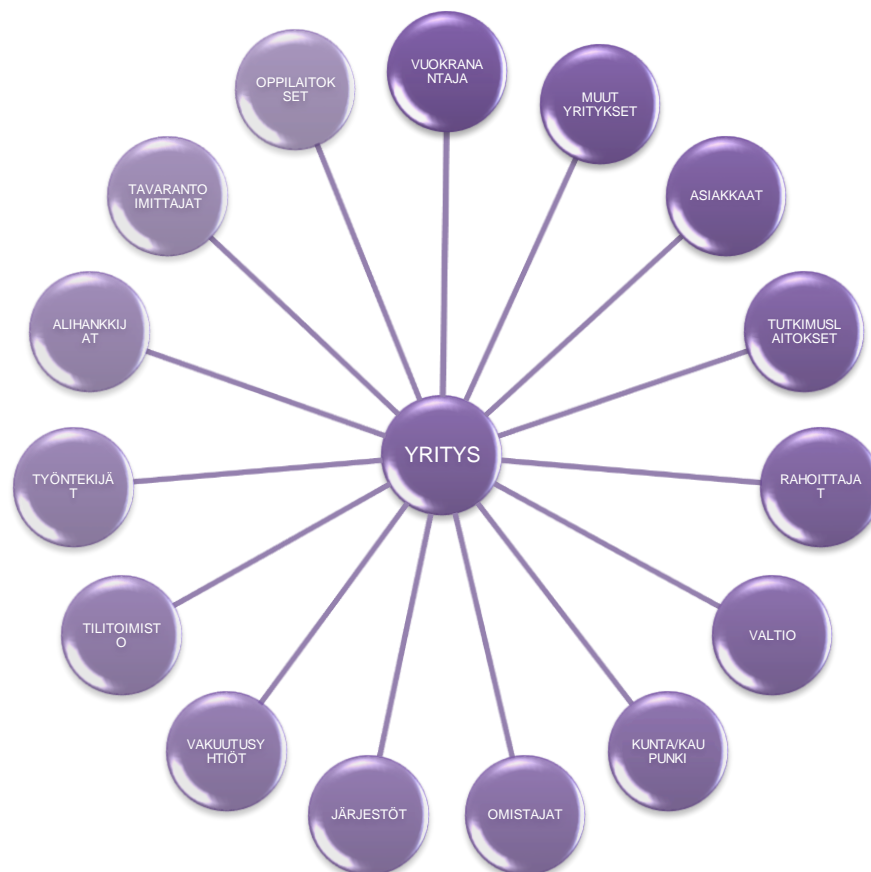 VUOKRANA
NTAJA
MUUT
YRITYKSET
ASIAKKAAT
TUTKIMUSL
AITOKSET
RAHOITTAJA
T
VALTIO
KUNTA/KAU
PUNKI
OMISTAJAT
JÄRJESTÖT
VAKUUTUSY
HTIÖT
TILITOIMIST
O
TYÖNTEKIJÄ
T
ALIHANKKIJ
AT
TAVARANTO
IMITTAJAT
OPPILAITOK
SET
YRITYS